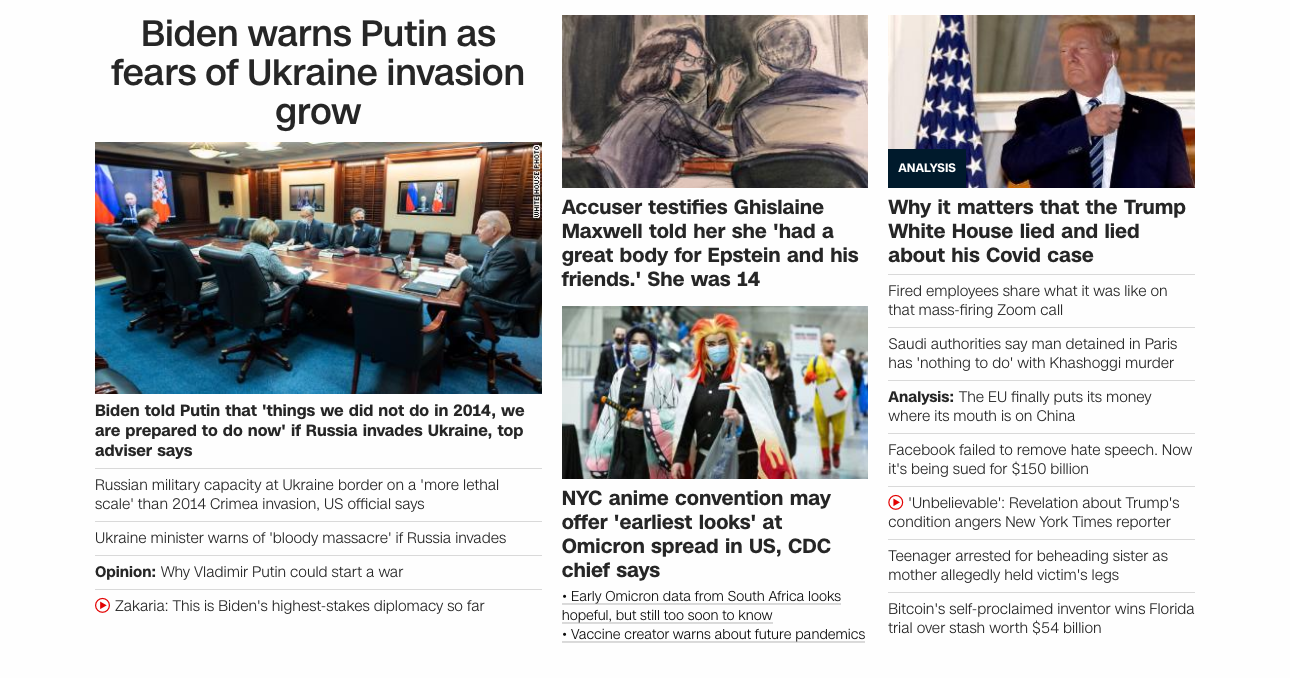 Biden warns Putin as
fears of Ukraine invasion
grow
WHITE HOUSE PHOTO
Biden told Putin that 'things we did not do in 2014, we
are prepared to do now' if Russia invades Ukraine, top
adviser says
Russian military capacity at Ukraine border on a 'more lethal
scale' than 2014 Crimea invasion, US official says
Ukraine minister warns of 'bloody massacre' if Russia invades
Opinion: Why Vladimir Putin could start a war
Zakaria: This is Biden's highest-stakes diplomacy so far
Accuser testifies Ghislaine
Maxwell told her she 'had a
great body for Epstein and his
friends.' She was 14
NYC anime convention may
offer 'earliest looks' at
Omicron spread in US, CDC
chief says
• Early Omicron data from South Africa looks
hopeful, but still too soon to know
• Vaccine creator warns about future pandemics
ANALYSIS
Why it matters that the Trump
White House lied and lied
about his Covid case
Fired employees share what it was like on
that mass-firing Zoom call
Saudi authorities say man detained in Paris
has 'nothing to do' with Khashoggi murder
Analysis: The EU finally puts its money
where its mouth is on China
Facebook failed to remove hate speech. Now
it's being sued for $150 billion
'Unbelievable': Revelation about Trump's
condition angers New York Times reporter
Teenager arrested for beheading sister as
mother allegedly held victim's legs
Bitcoin's self-proclaimed inventor wins Florida
trial over stash worth $54 billion